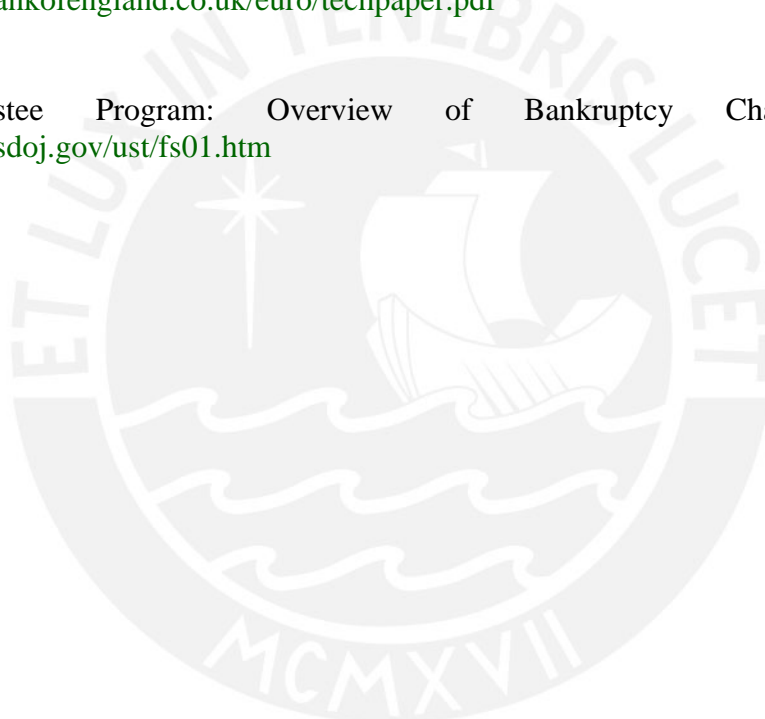 ankofengland.co.uk/euro/techpaper.pdf
stee Program: Overview of Bankruptcy Cha
sdoj.gov/ust/fs01.htm
ET LUX IN TENEBRIS LUCET
MCMXVII